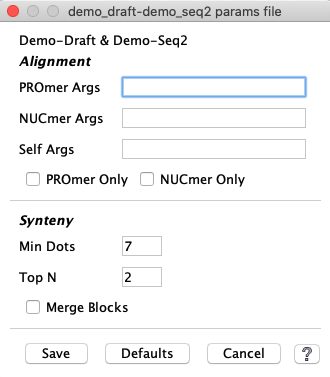 demo_draft-demo_seq2 params file
Demo-Draft & Demo-Seq2
Alignment
PROmer Args
NUCmer Args
Self Args
PROmer Only NUCmer Only
Synteny
Min Dots 7
Top N 2
Merge Blocks
Save Defaults Cancel ?